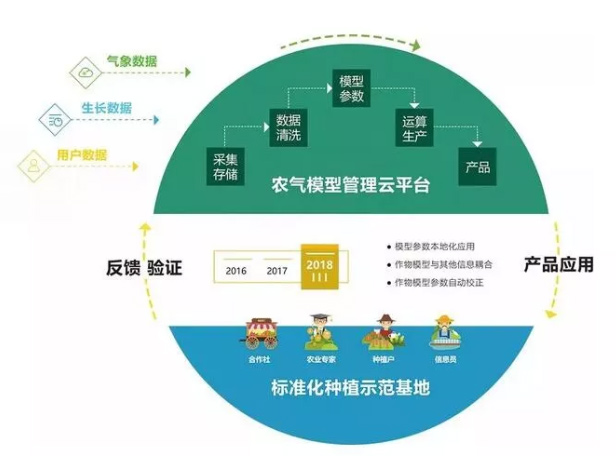 气象数据
生长数据
用户数据
采集
存储
数据
清洗
模型
参数
运算
生产
产品
农气模型管理云平台
反馈 验证
2016
2017
2018
模型参数本地化应用
作物模型与其他信息耦合
作物模型参数自动校正
产品应用
合作社
农业专家
种植户
信息员
标准化种植示范基地